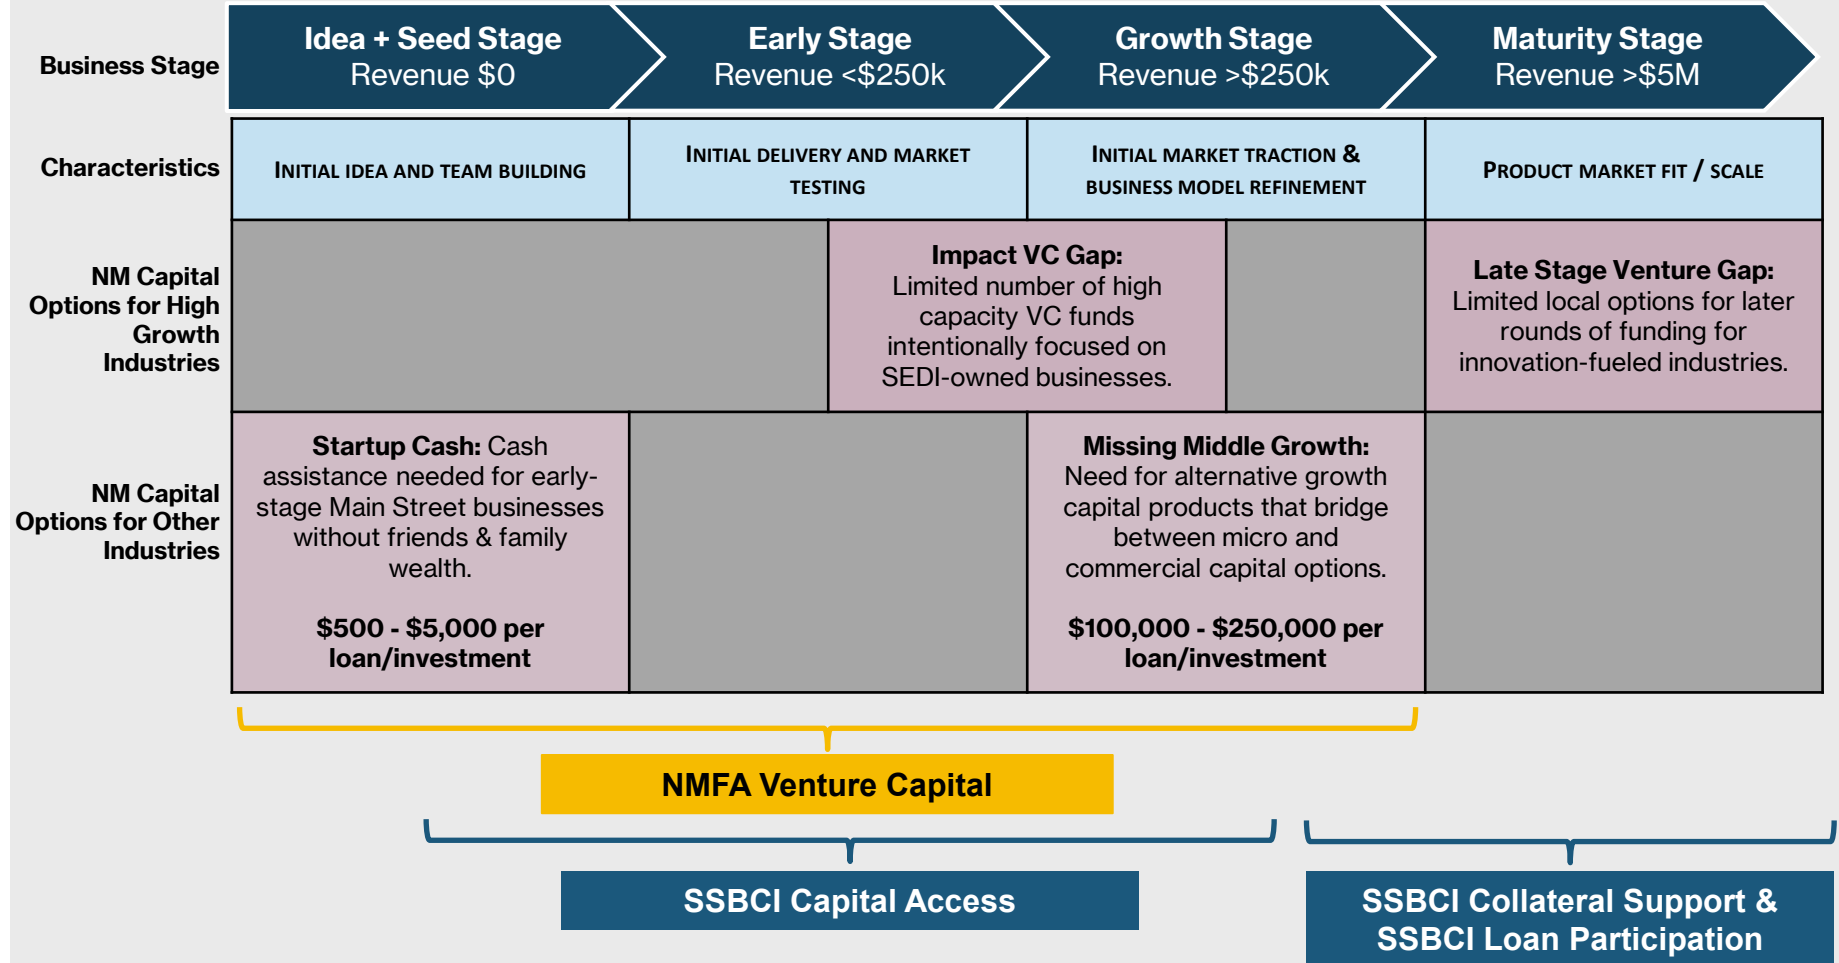 Business Stage
Idea + Seed Stage
Revenue $0
Early Stage
Revenue <$250k
Growth Stage
Revenue >$250k
Maturity Stage
Revenue >$5M
Characteristics
INITIAL IDEA AND TEAM BUILDING
INITIAL DELIVERY AND MARKET
TESTING
INITIAL MARKET TRACTION &
BUSINESS MODEL REFINEMENT
PRODUCT MARKET FIT / SCALE
NM Capital
Options for High
Growth
Industries
Impact VC Gap:
Limited number of high
capacity VC funds
intentionally focused on
SEDI-owned businesses.
Late Stage Venture Gap:
Limited local options for later
rounds of funding for
innovation-fueled industries.
NM Capital
Options for Other
Industries
Startup Cash: Cash
assistance needed for early-
stage Main Street businesses
without friends & family
wealth.
$500 - $5,000 per
loan/investment
Missing Middle Growth:
Need for alternative growth
capital products that bridge
between micro and
commercial capital options.
$100,000 - $250,000 per
loan/investment
NMFA Venture Capital
SSBCI Capital Access
SSBCI Collateral Support &
SSBCI Loan Participation